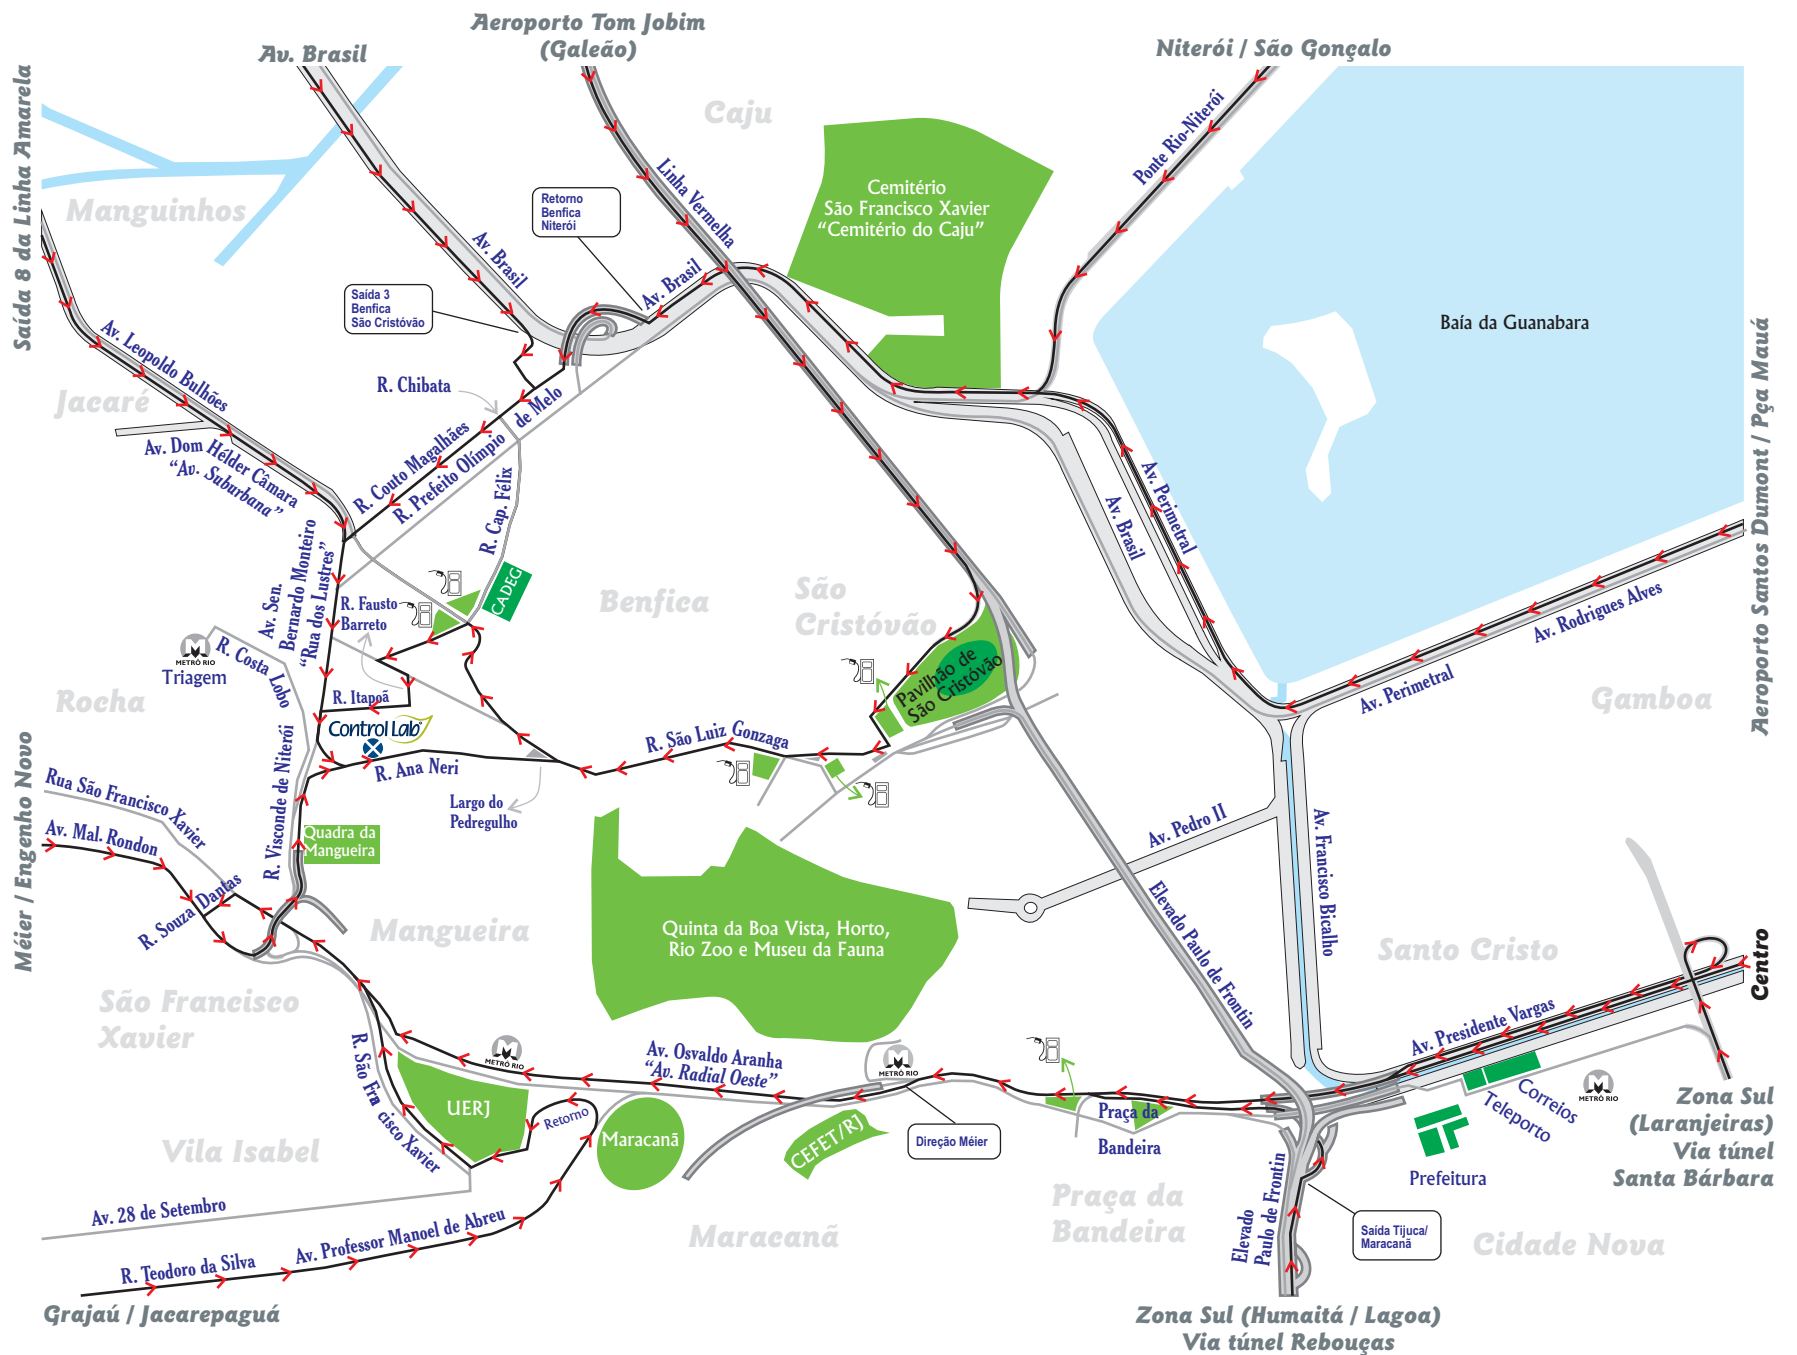 Aeroporto Tom Jobim
(Galeão)
Av. Brasil
Niterói / São Gonçalo
Saída 8 da Linha Amarela
Caju
Ponte Rio-Niterói
Linha Vermelha
Manguinhos
Cemitério
São Francisco Xavier
“Cemitério do Caju”
Retorno
Benfica
Niterói
Av. Brasil
Av. Brasil
Saída 3
Benfica
São Cristóvão
Baía da Guanabara
Av. Leopoldo Bulhões
Jacaré
R. Chibata
Av. Dom Hélder Câmara
“Av. Suburbana”
R. Couto Magalhães
R. Prefeito Olímpio
de Melo
R. Cap. Félix
Av. Perimetral
Av. Brasil
Aeroporto Santos Dumont / Pça Mauá
Av. Sen.
Bernardo Monteiro
“Rua dos Lustres”
CADEG
R. Fausto
Barreto
Benfica
São
Cristóvão
Av. Rodrigues Alves
METRÔ RIO
Triagem
R. Costa Lobo
Pavilhão de
São Cristóvão
Rocha
R. Itapoã
Av. Perimetral
Gamboa
ControlLab
R. São Luiz Gonzaga
R. Ana Neri
R. Visconde de Niterói
Largo do
Pedregulho
Méier / Engenho Novo
Rua São Francisco Xavier
Av. Mal. Rondon
Quadra da
Mangueira
Av. Pedro II
Av. Francisco Bicalho
R. Souza Dantas
Mangueira
Quinta da Boa Vista, Horto,
Rio Zoo e Museu da Fauna
Elevado Paulo de Frontin
Santo Cristo
Centro
São Francisco
Xavier
Av. Presidente Vargas
R. São Fra
cisco Xavier
METRÔ RIO
Av. Osvaldo Aranha
“Av. Radial Oeste”
METRÔ RIO
UERJ
Retorno
Maracanã
CEFET/RJ
Direção Méier
Praça da
Bandeira
Correios
Teleporto
METRÔ RIO
Zona Sul
(Laranjeiras)
Via túnel
Santa Bárbara
Prefeitura
Vila Isabel
Av. 28 de Setembro
Praça da
Bandeira
Elevado
Paulo de Frontin
Saída Tijuca/
Maracanã
Maracanã
Cidade Nova
Av. Professor Manoel de Abreu
R. Teodoro da Silva
Grajaú / Jacarepaguá
Zona Sul (Humaitá / Lagoa)
Via túnel Rebouças